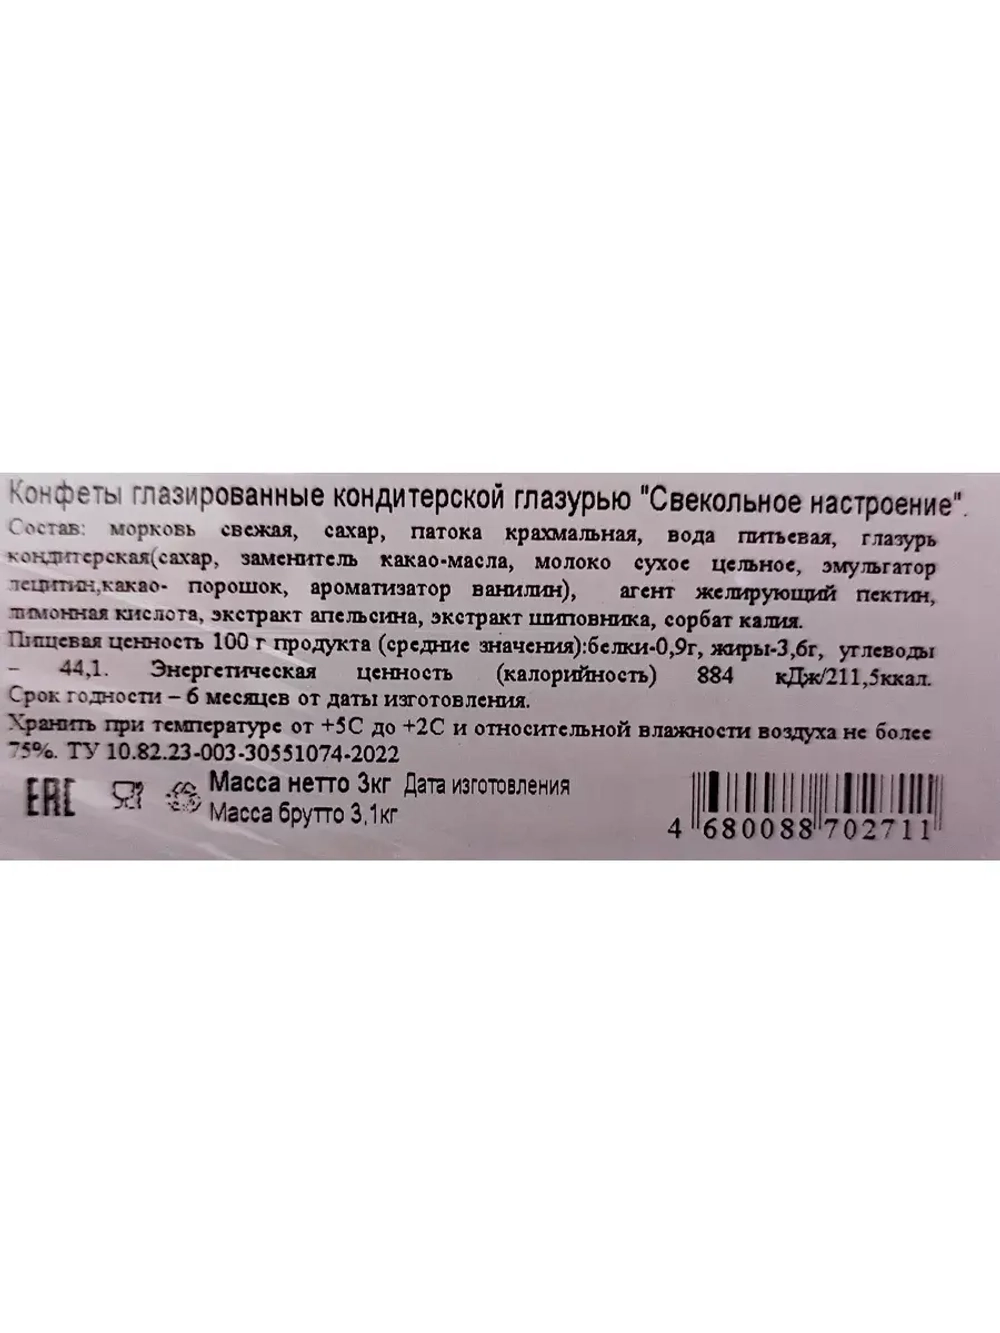 Конфеты глазированные кондитерской глазурью "Свекольное настроение".
Состав: морковь свежая, сахар, патока крахмальная, вода питьевая, глазурь
кондитерская(сахар, заменитель какао-масла, молоко сухое цельное, эмульгатор
лецитин,какао- порошок, ароматизатор ванилин), агент желирующий пектин,
лимонная кислота, экстракт апельсина, экстракт шиповника, сорбат калия.
Пищевая ценность 100 г продукта (средние значения):белки-0,9г, жиры-3,6г, углеводы
– 44,1. Энергетическая ценность (калорийность) 884 кДж/211,5ккал.
Срок годности – 6 месяцев от даты изготовления.
Хранить при температуре от +5С до +2С и относительной влажности воздуха не более
75%. ТУ 10.82.23-003-30551074-2022
EAC Масса нетто 3кг Дата изготовления
Масса брутто 3,1кг
4 680088 702711